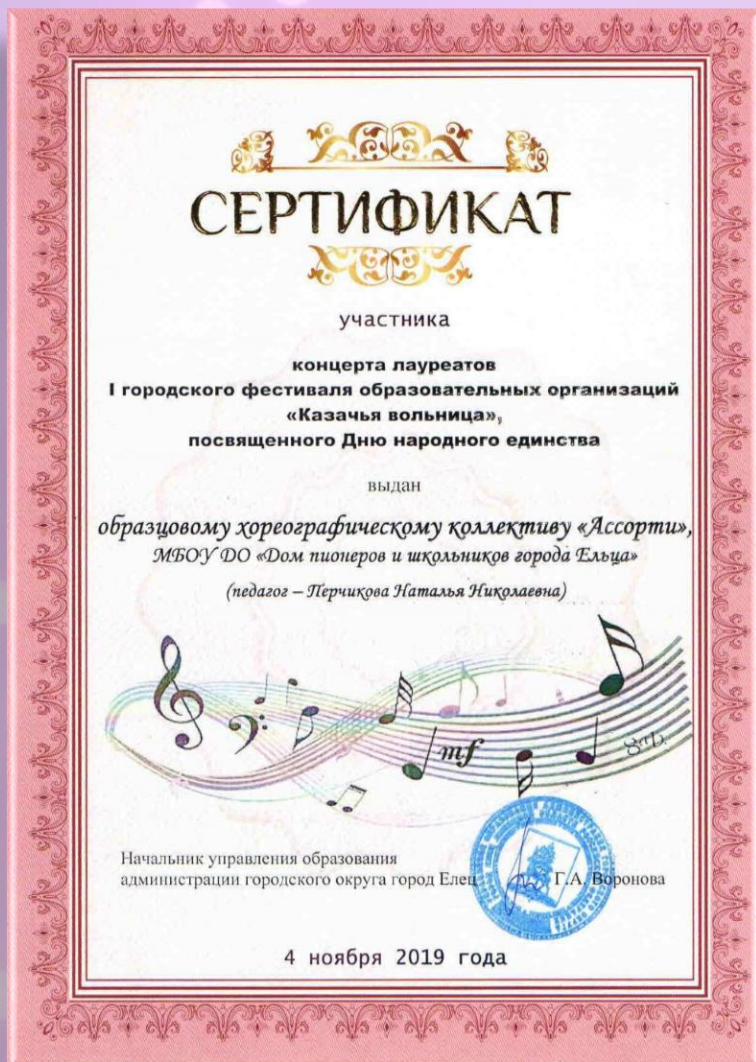 СЕРТИФИКАТ
участника
концерта лауреатов
I городского фестиваля образовательных организаций
«Казачья вольница»,
посвященного Дню народного единства
выдан
образцовому хореографическому коллективу «Ассорти»,
МБОУ ДО «Дом пионеров и школьников города Ельца»
(педагог – Перчикова Наталья Николаевна)
mf
Начальник управления образования
администрации городского округа город Елец Г.А. Воронова
4 ноября 2019 года